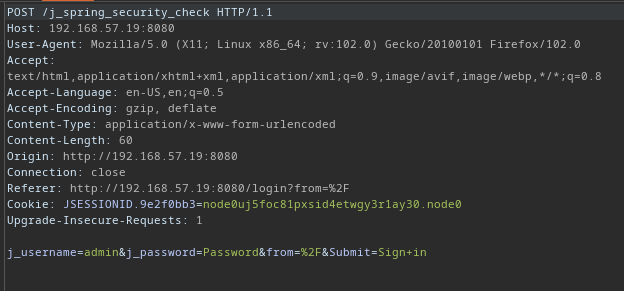 POST /j_spring_security_check HTTP/1.1
Host: 192.168.57.19:8080
User-Agent: Mozilla/5.0 (X11; Linux x86_64; rv:102.0) Gecko/20100101 Firefox/102.0
Accept:
text/html,application/xhtml+xml,application/xml;q=0.9,image/avif,image/webp,*/*;q=0.8
Accept-Language: en-US,en;q=0.5
Accept-Encoding: gzip, deflate
Content-Type: application/x-www-form-urlencoded
Content-Length: 60
Origin: http://192.168.57.19:8080
Connection: close
Referer: http://192.168.57.19:8080/login?from=%2F
Cookie: JSESSIONID.9e2f0bb3=node0uj5foc81pxsid4etwgy3r1ay30.node0
Upgrade-Insecure-Requests: 1

j_username=admin&j_password=Password&from=%2F&Submit=Sign+in